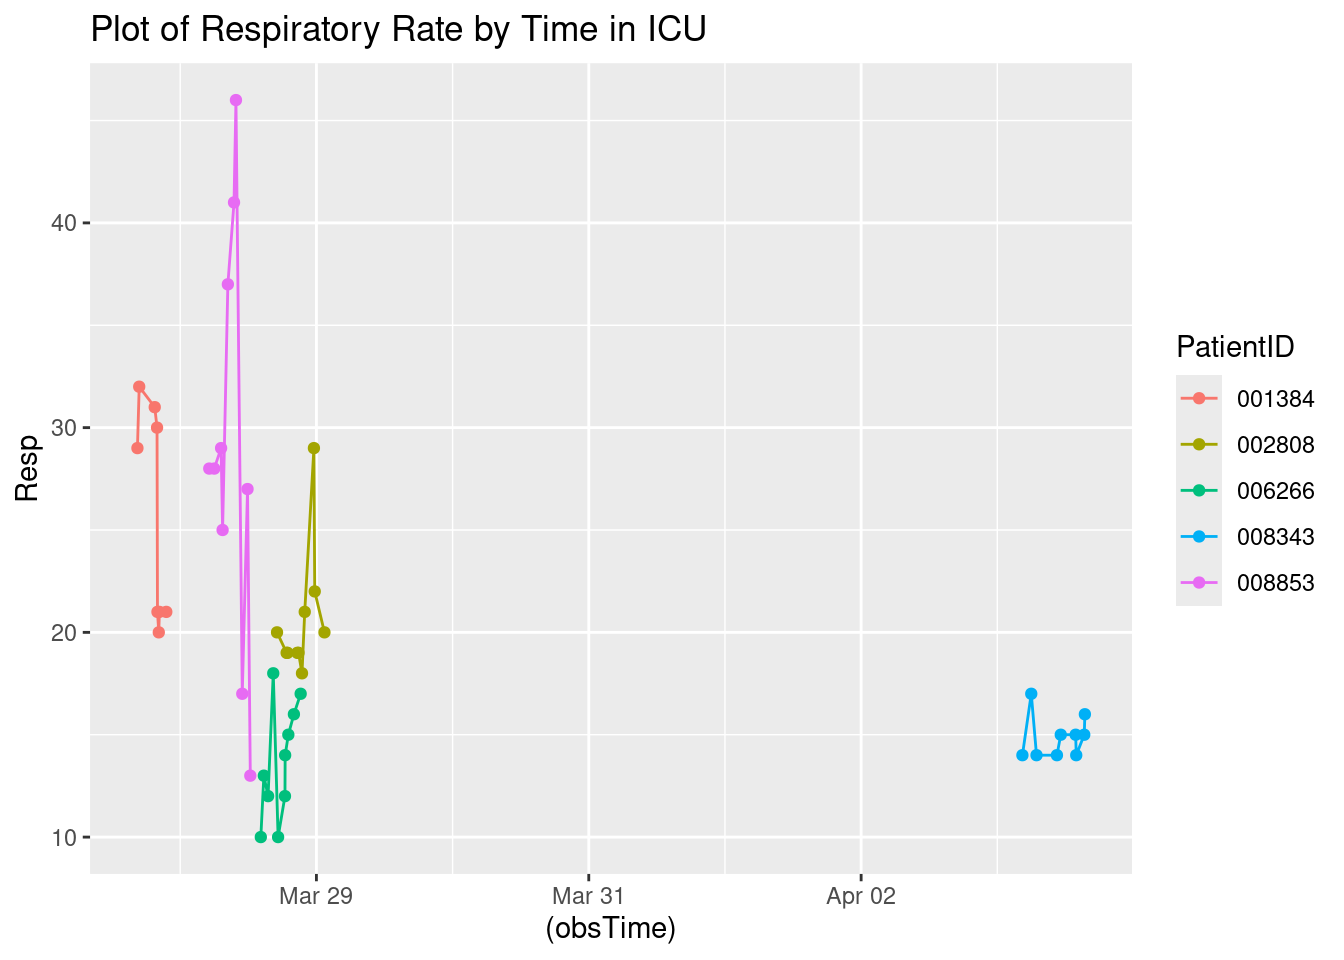 Plot of Respiratory Rate by Time in ICU
Resp
40
30
20
10
Mar 29
Mar 31
Apr 02
(obsTime)
PatientID
001384
002808
006266
008343
008853